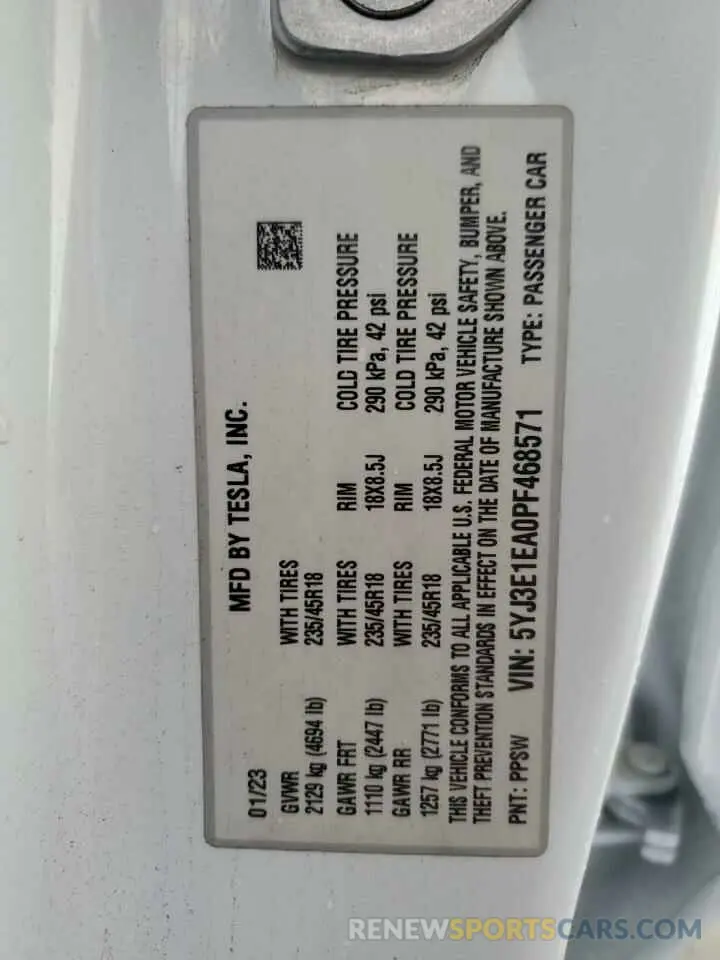 01/23 MFD BY TESLA, INC.
GVWR WITH TIRES
2129 kg (4694 lb) 235/45R18
GAWR FRT WITH TIRES RIM COLD TIRE PRESSURE
1110 kg (2447 lb) 235/45R18 18X8.5J 290 kPa, 42 psi
GAWR RR WITH TIRES RIM COLD TIRE PRESSURE
1257 kg (2771 lb) 235/45R18 18X8.5J 290 kPa, 42 psi
THIS VEHICLE CONFORMS TO ALL APPLICABLE U.S. FEDERAL MOTOR VEHICLE SAFETY, BUMPER, AND
THEFT PREVENTION STANDARDS IN EFFECT ON THE DATE OF MANUFACTURE SHOWN ABOVE.
PNT: PPSW VIN: 5YJ3E1EA0PF468571 TYPE: PASSENGER CAR
RENEWSPORTSCARS.COM